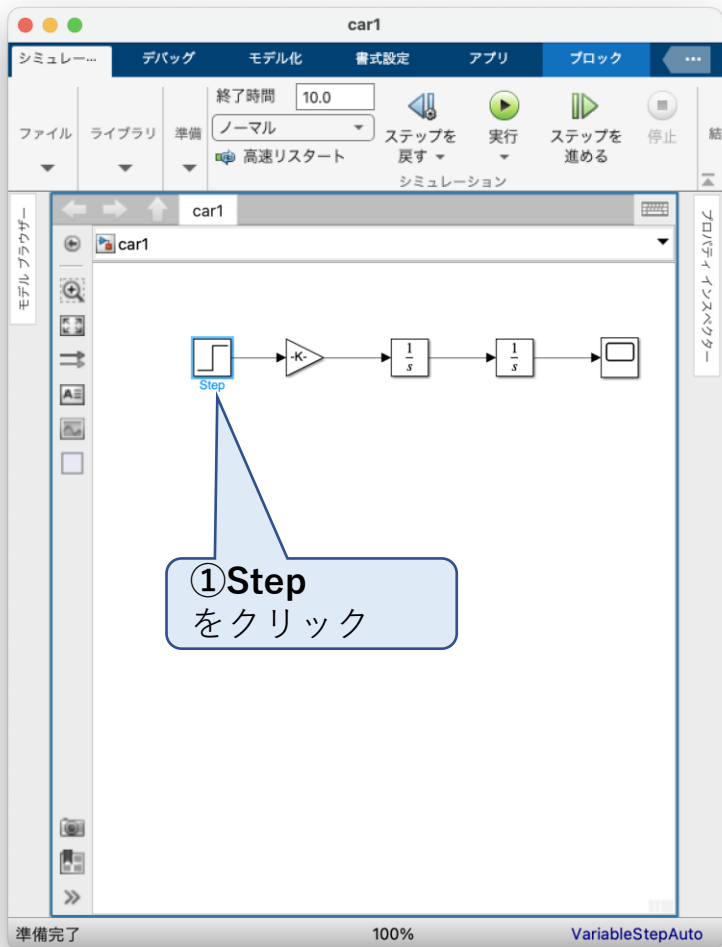 car1
シミュレー…
デバッグ
モデル化
書式設定
アプリ
ブロック
ファイル
ライブラリ
準備
終了時間 10.0
ノーマル
高速リスタート
ステップを
戻す
実行
ステップを
進める
停止
結
シミュレーション
モデル ブラウザー
car1
car1
プロパティ インスペクター
-K-
1
s
1
s
Step
①Step
をクリック
準備完了
100%
VariableStepAuto